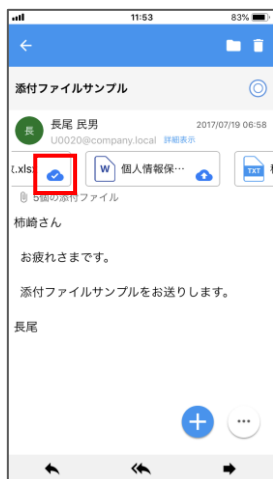 11:53
83%
添付ファイルサンプル
長
長尾 民男
2017/07/19 06:58
U0020@company.local 詳細表示
.xls
W
個人情報保…
TXT
5個の添付ファイル
柿崎さん
お疲れさまです。
添付ファイルサンプルをお送りします。
長尾